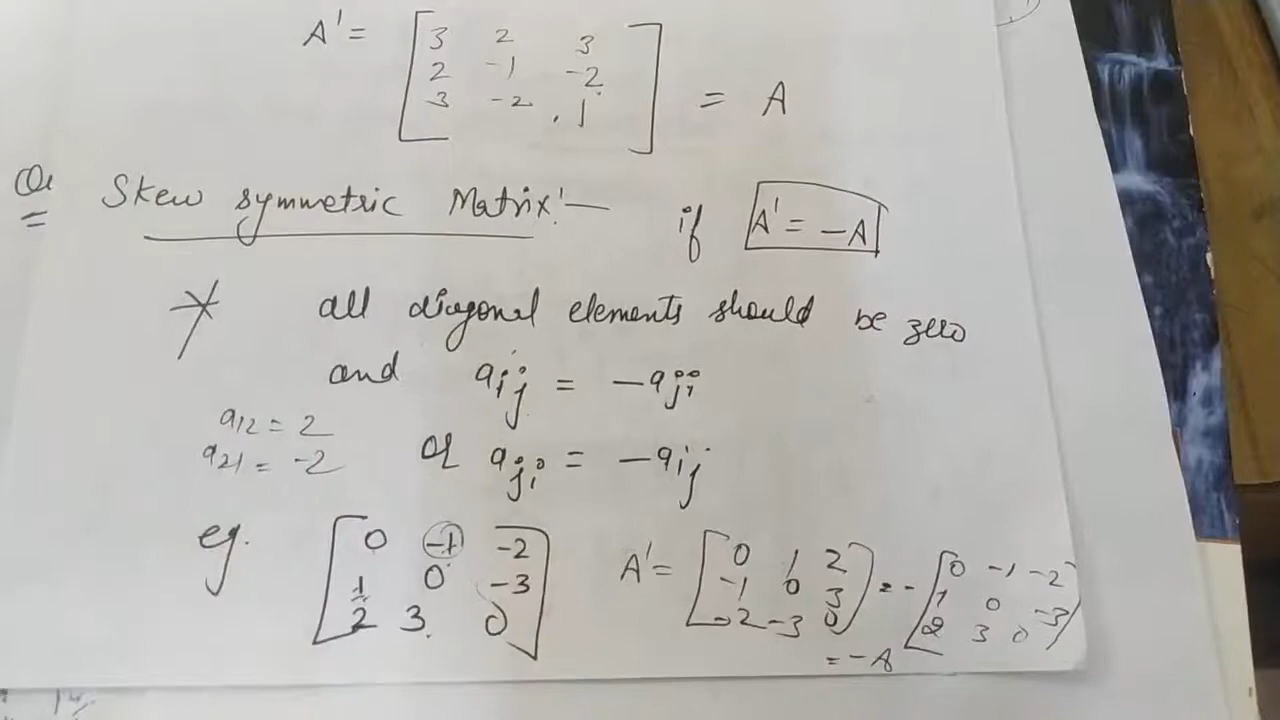 A' = [3 2 3
2 -1 -2
3 -2 1] = A
Skew symmetric Matrix:- if A' = -A
all diagonal elements should be zero
and aij = -aji
a12 = 2
a21 = -2
or aji = -aij
eg. [0 -1 -2
1 0 -3
2 3 0]
A' = [0 1 2
-1 0 3
-2 -3 0] = - [0 -1 -2
1 0 -3
2 3 0]
= -A